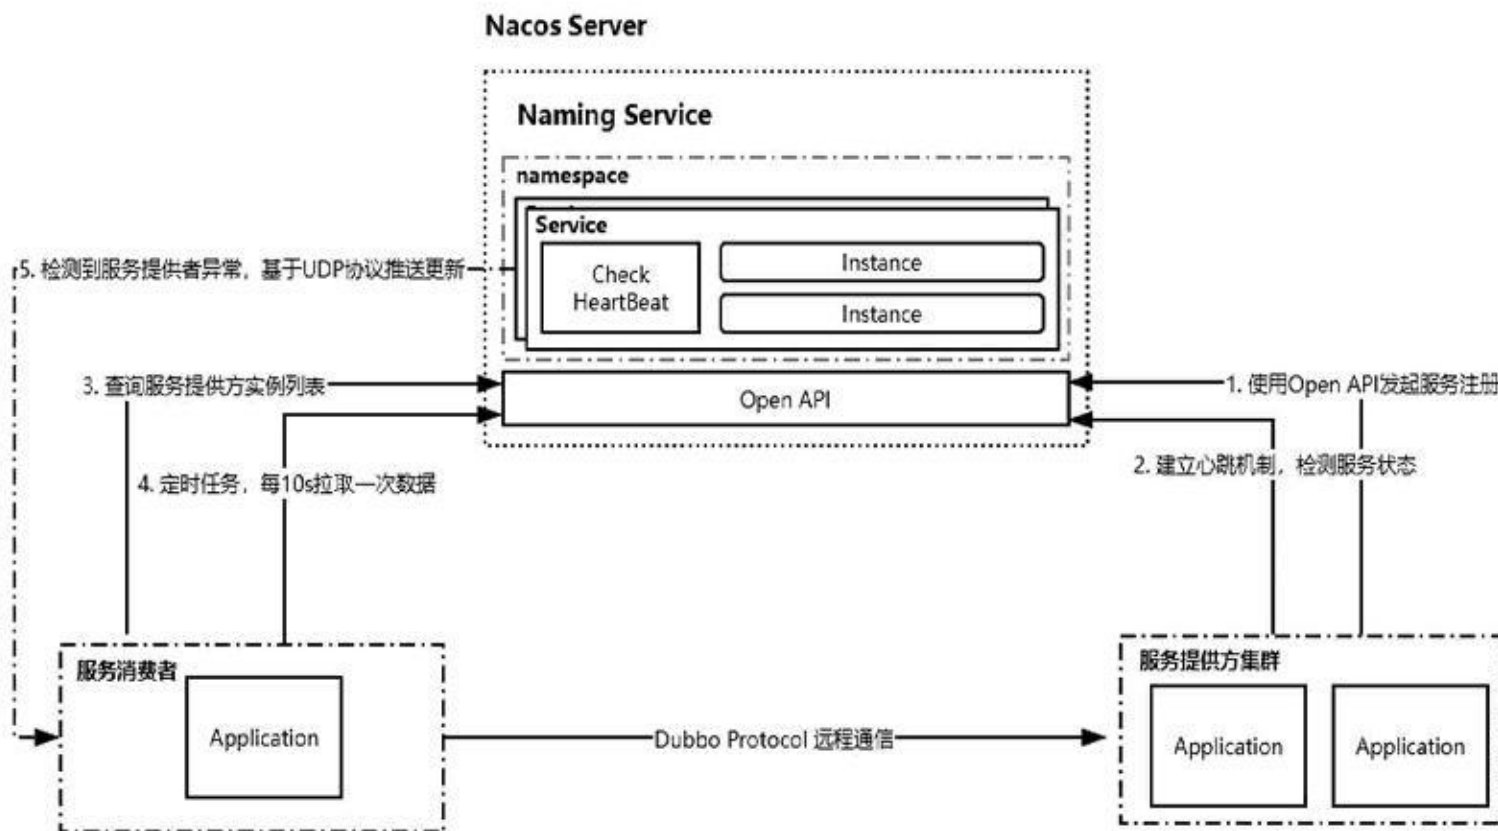 Nacos Server
Naming Service
namespace
Service
Check
HeartBeat
Instance
Instance
5. 检测到服务提供者异常，基于UDP协议推送更新
3. 查询服务提供方实例列表
Open API
1. 使用Open API发起服务注册
4. 定时任务，每10s拉取一次数据
2. 建立心跳机制，检测服务状态
服务消费者
Application
Dubbo Protocol 远程通信
服务提供方集群
Application
Application